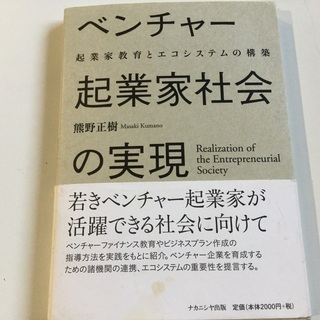 ベンチャー
起業家教育とエコシステムの構築
起業家社会
熊野正樹
Masaki Kumano
の実現
Realization of
the Entrepreneurial
Society
若きベンチャー起業家が
活躍できる社会に向けて
ベンチャーファイナンス教育やビジネスプラン作成の
指導方法を実践をもとに紹介。ベンチャー企業を育成する
ための諸機関の連携、エコシステムの重要性を提言する。
ナカニシヤ出版 定価(本体2000円+税)